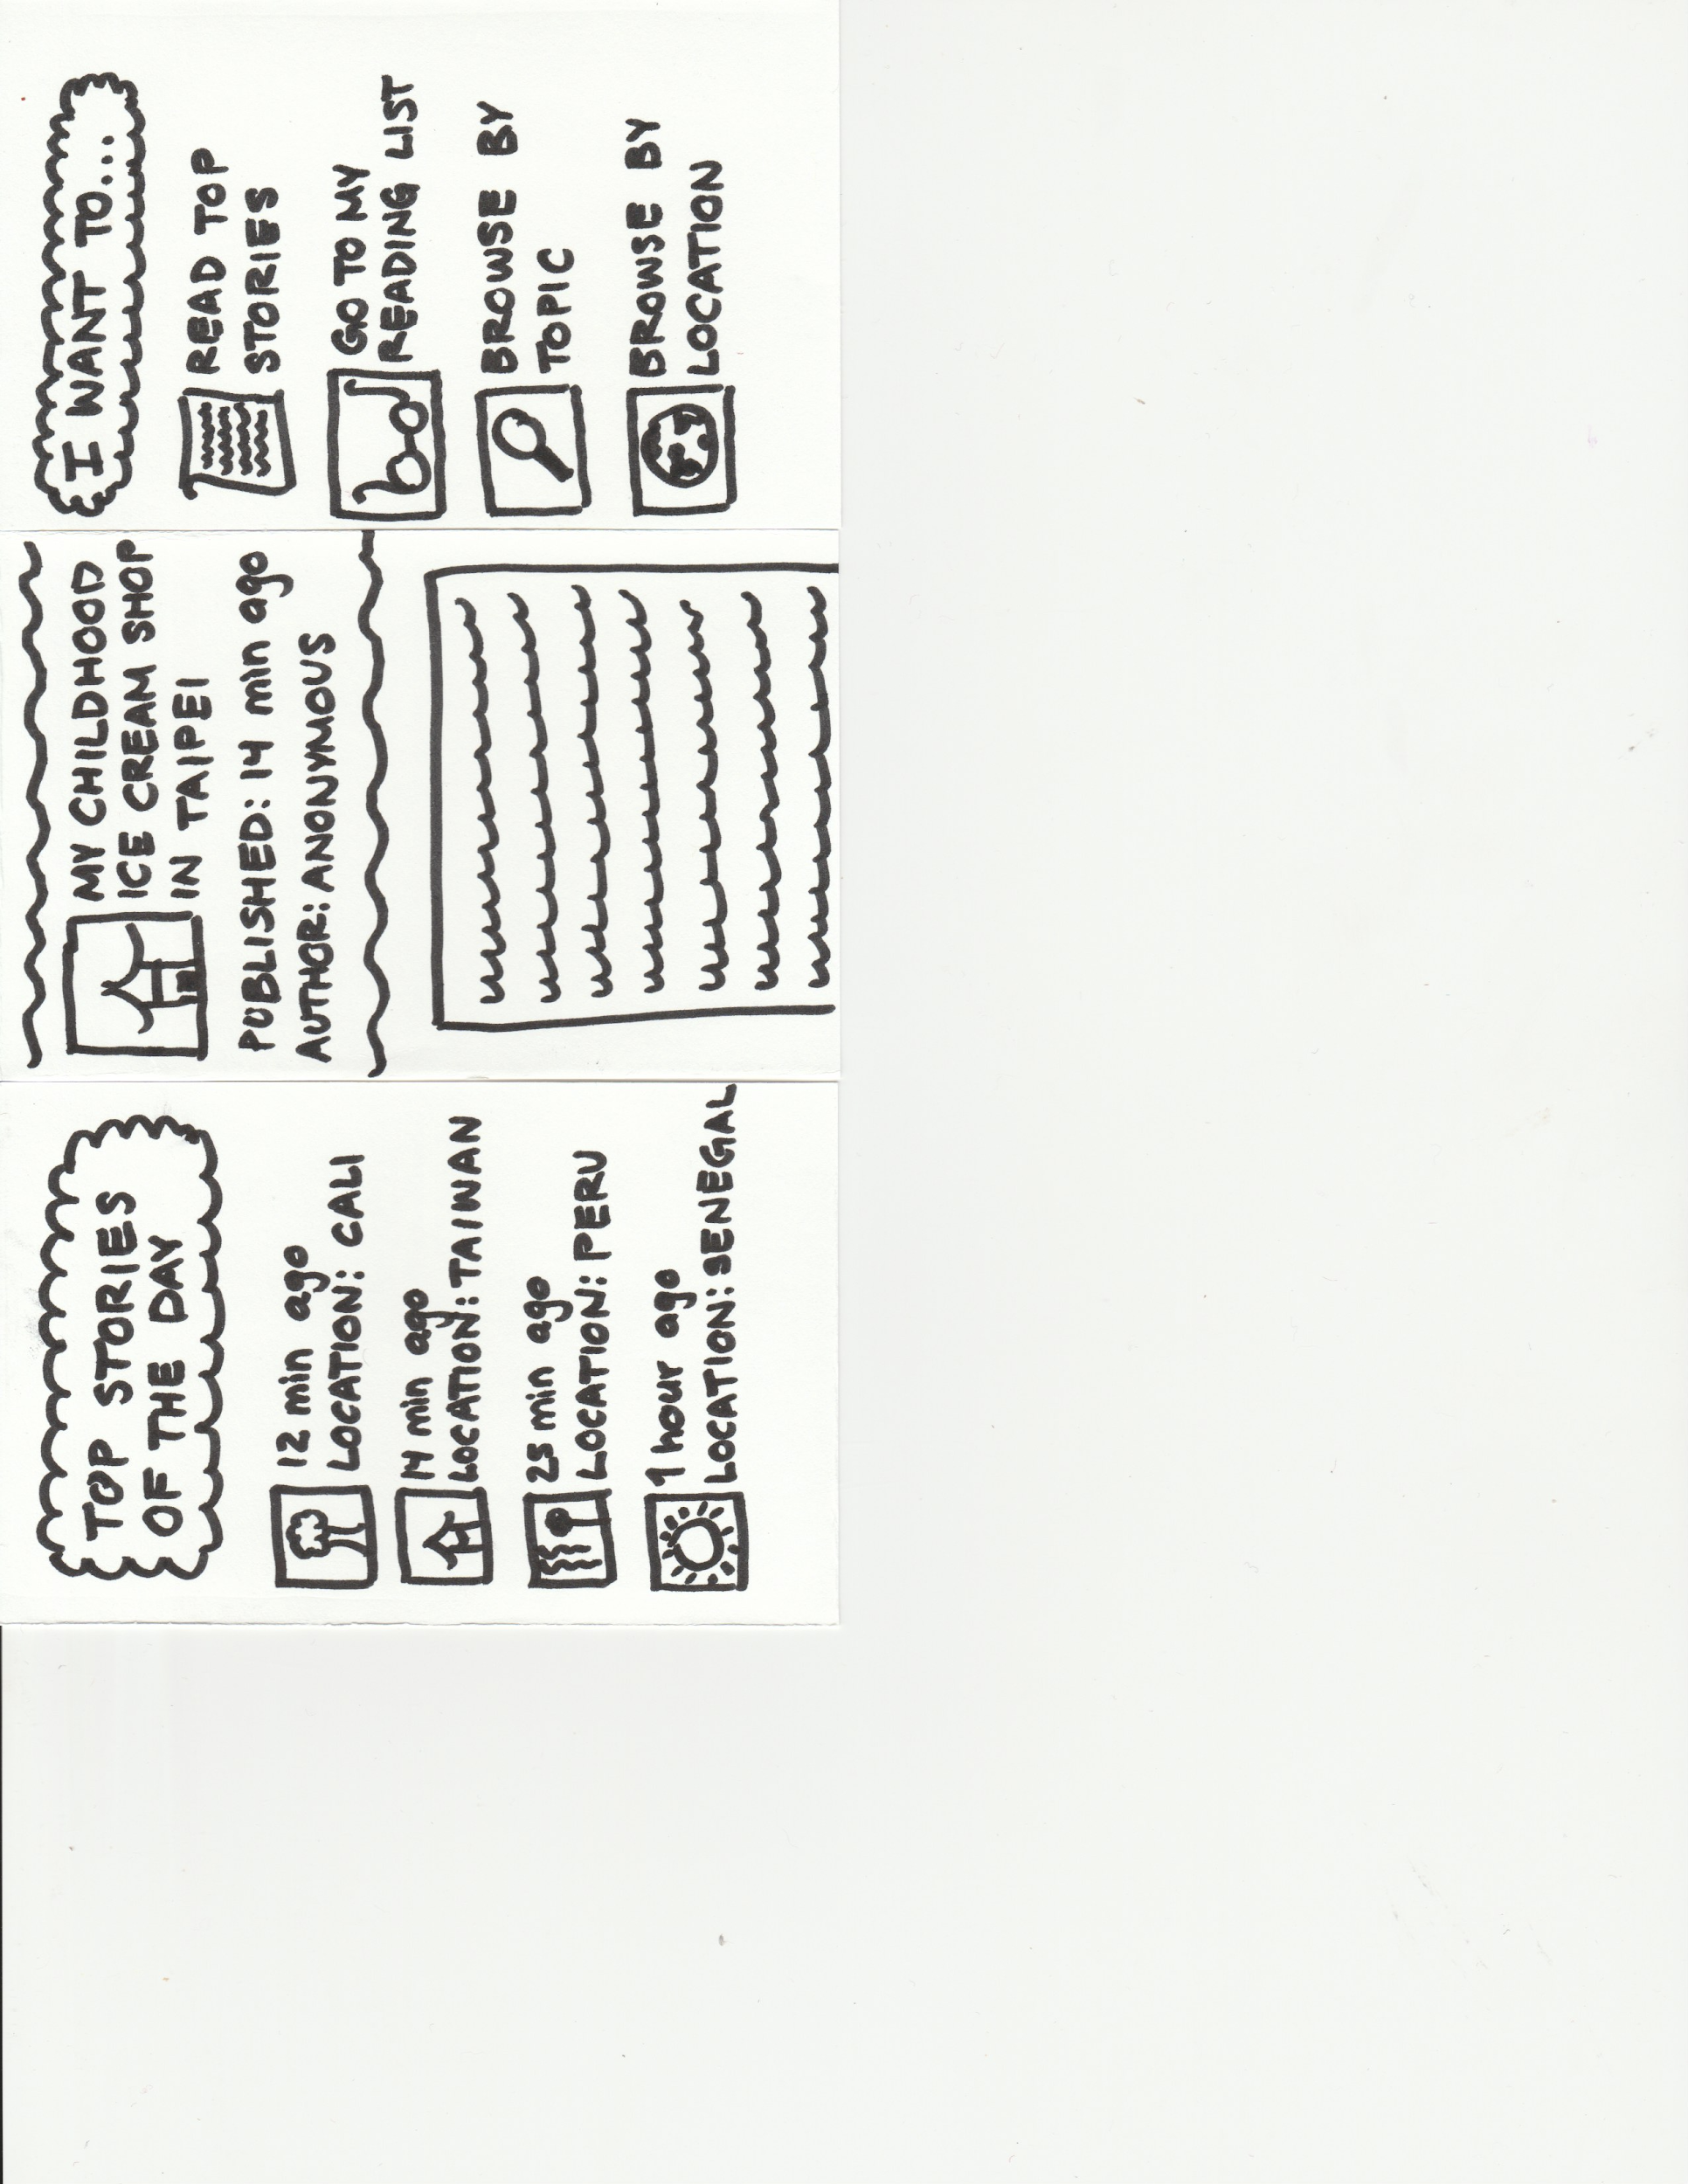 TOP STORIES
OF THE DAY
12 min ago
LOCATION: CALI
14 min ago
LOCATION: TAIWAN
25 min ago
LOCATION: PERU
1 hour ago
LOCATION: SENEGAL
MY CHILDHOOD
ICE CREAM SHOP
IN TAIPEI
PUBLISHED: 14 min ago
AUTHOR: ANONYMOUS
I WANT TO...
READ TOP
STORIES
GO TO MY
READING LIST
BROWSE BY
TOPIC
BROWSE BY
LOCATION